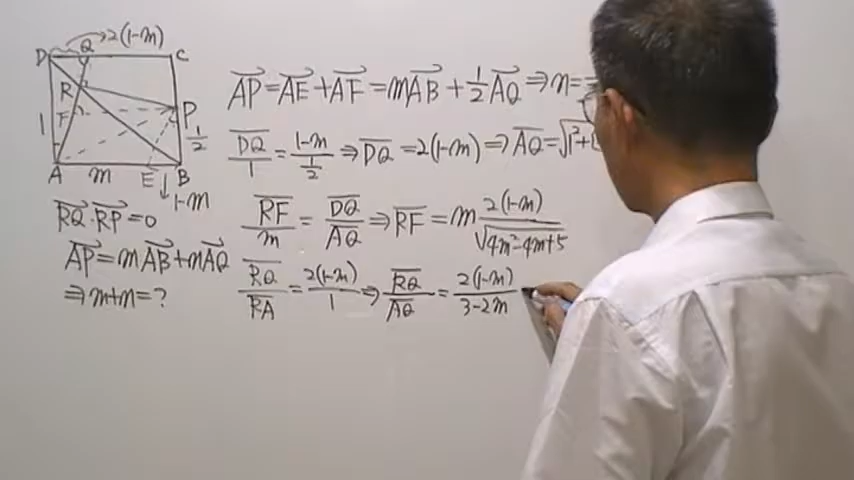 D Q 2(1-m) C
R
F P
1 1/2
A m E B
1-m
RQ⃗·RP⃗=0
AP⃗=mAB⃗+nAQ⃗
⇒m+n=?
AP⃗=AE⃗+AF⃗=mAB⃗+1/2AQ⃗⇒n=
DQ̅/1=(1-m)/(1/2)⇒DQ̅=2(1-m)⇒AQ̅=√1²+
RF̅/m=DQ̅/AQ̅⇒RF̅=m 2(1-m)/√4m²-4m+5
RQ̅/RA̅=2(1-m)/1⇒RQ̅/AQ̅=2(1-m)/3-2m